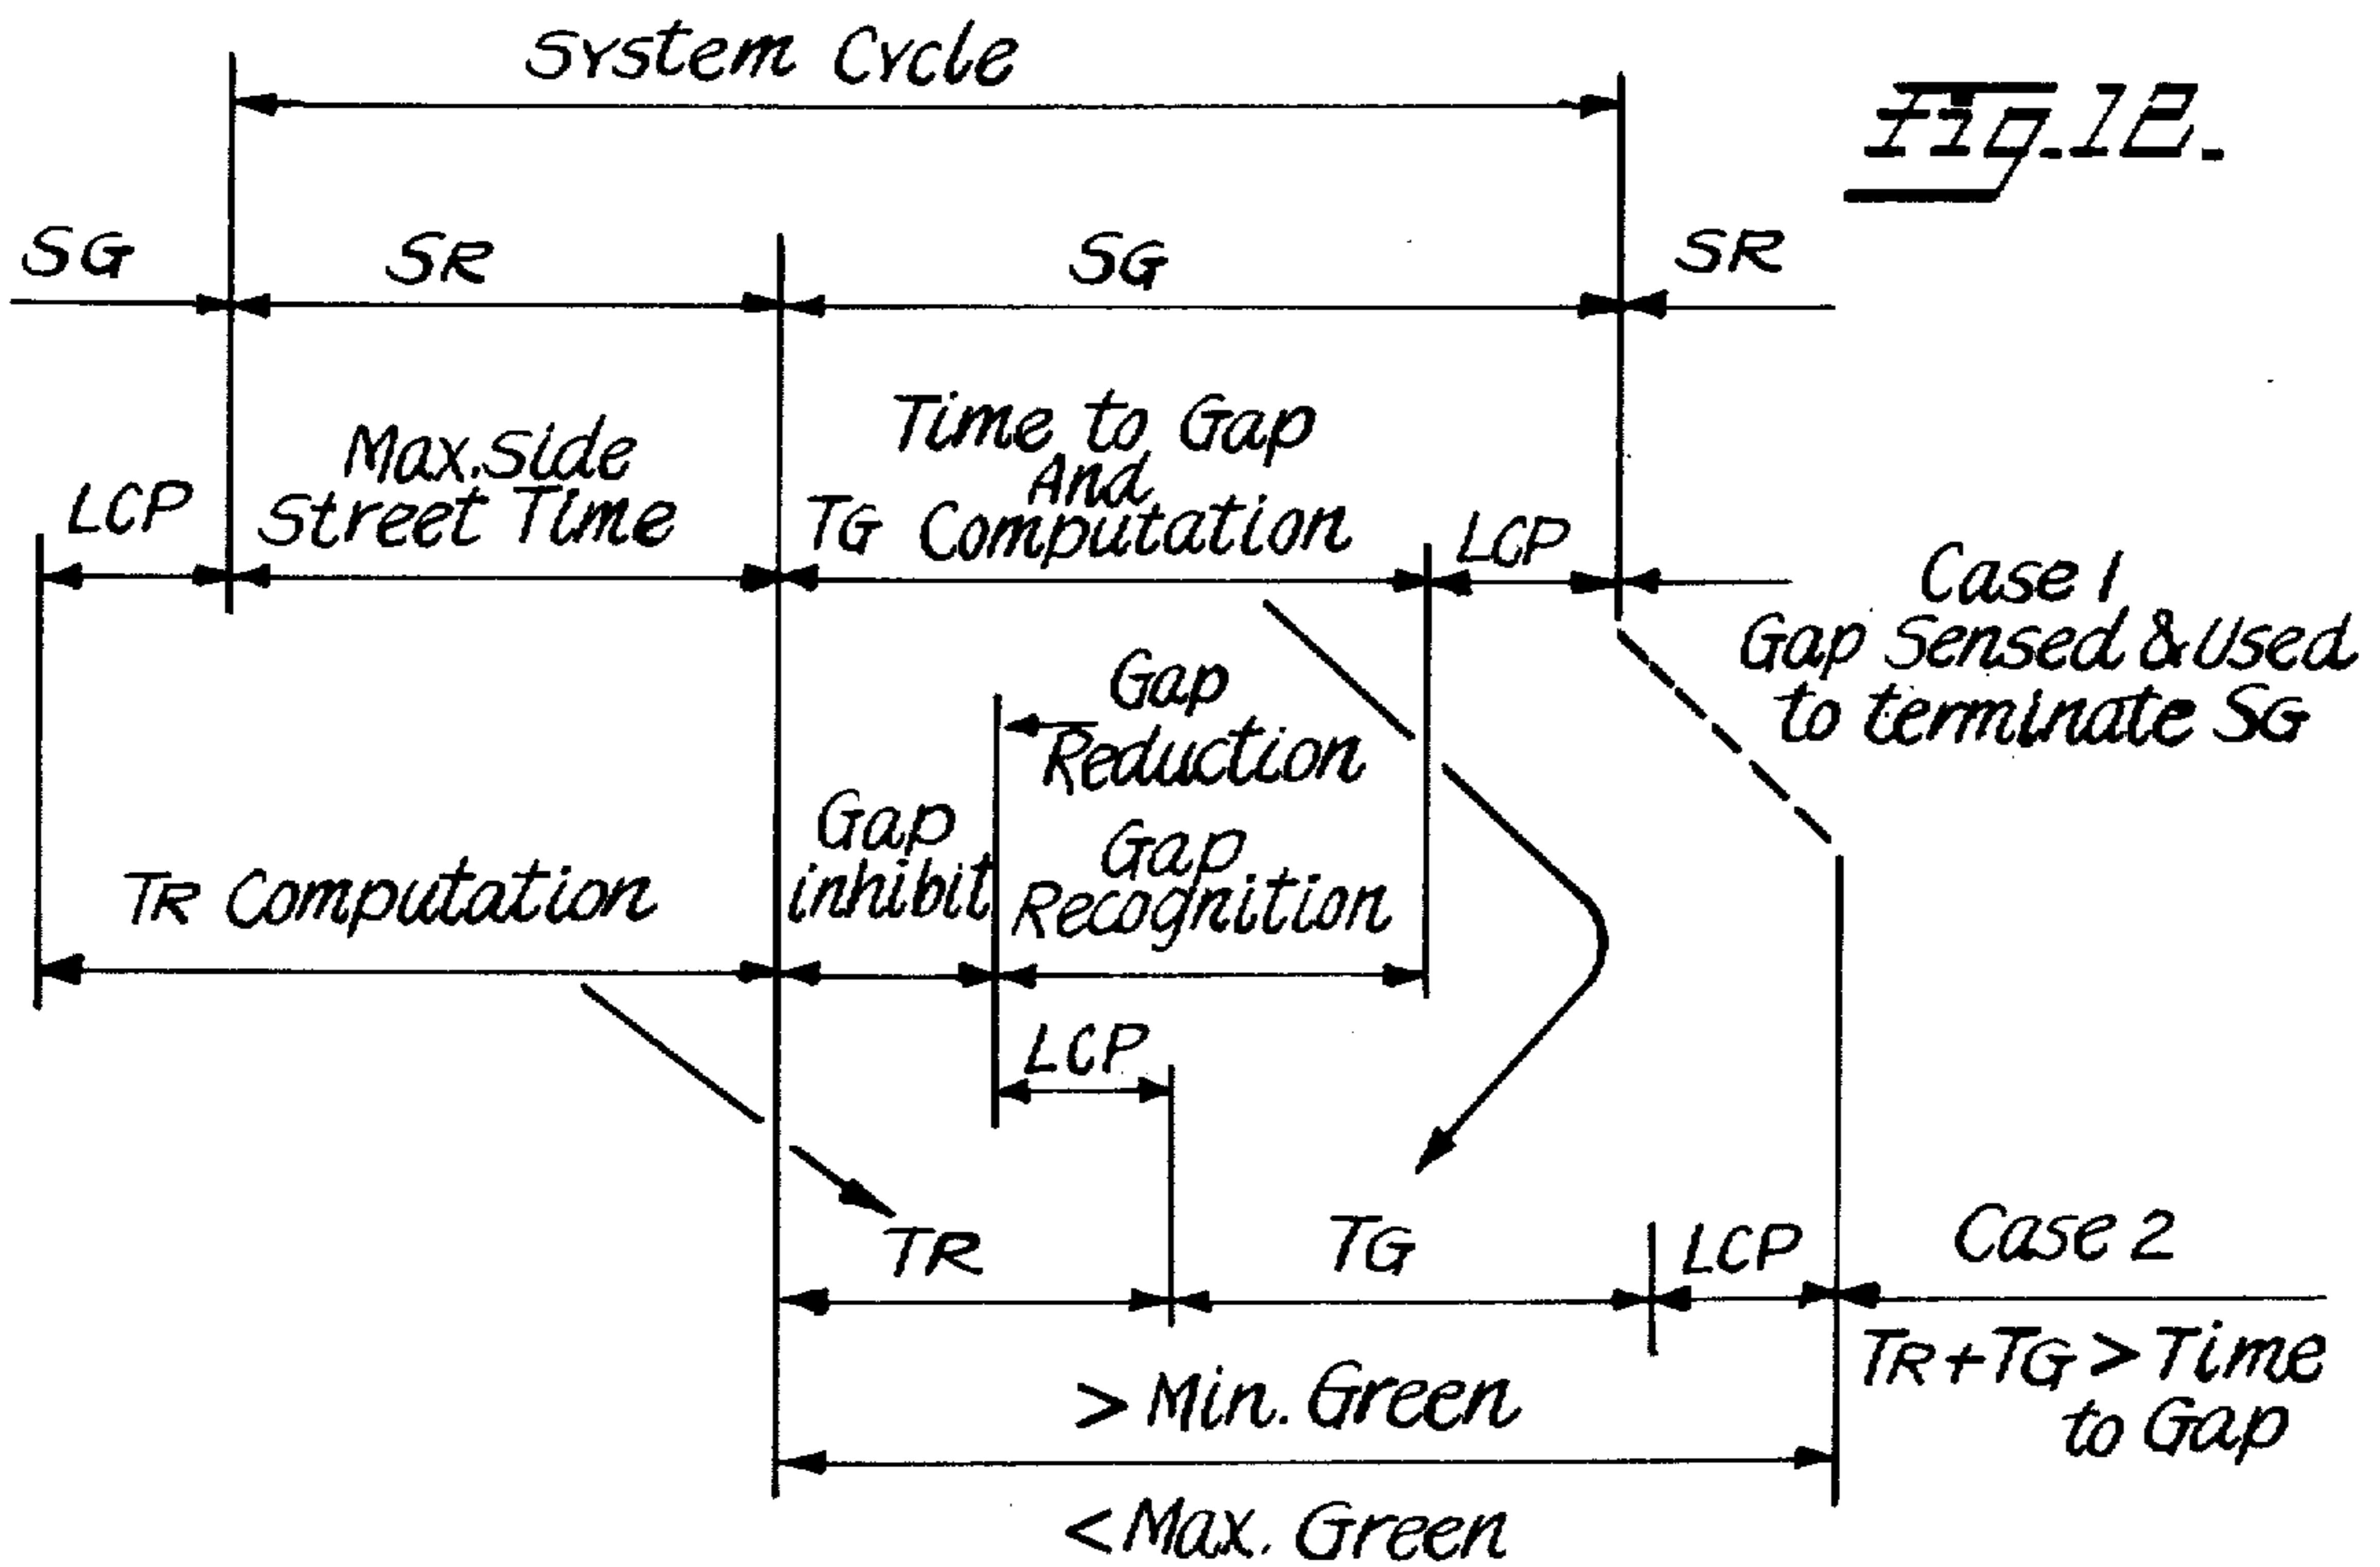 System Cycle
Fig. 12.
SG
SR
SG
SR
LCP
Max. Side
Street Time
Time to Gap
And
TG Computation
LCP
Case 1
Gap Sensed & Used
to terminate SG
Gap
Reduction
TR Computation
Gap
inhibit
Gap
Recognition
LCP
TR
TG
LCP
Case 2
TR+TG > Time
to Gap
> Min. Green
< Max. Green